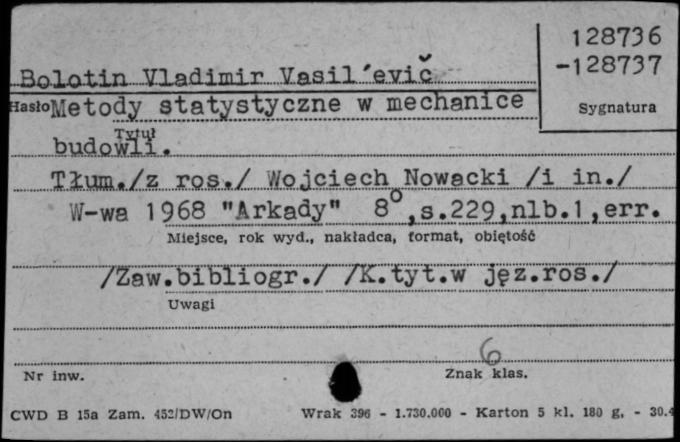 128736
-128737
Sygnatura
Bolotin Vladimir Vasil´evič
Hasło Metody statystyczne w mechanice
Tytuł
budowli.
Tłum./z ros./ Wojciech Nowacki /i in./
W-wa 1968 "Arkady" 8⁰,s.229,nlb.1,err.
Miejsce, rok wyd., nakładca, format, objętość
/Zaw.bibliogr./ /K.tyt.w jęz.ros./
Uwagi
6
Nr inw.
Znak klas.
CWD B 15a Zam. 452/DW/On Wrak 396 - 1.730.000 - Karton 5 kl. 180 g. - 30.4